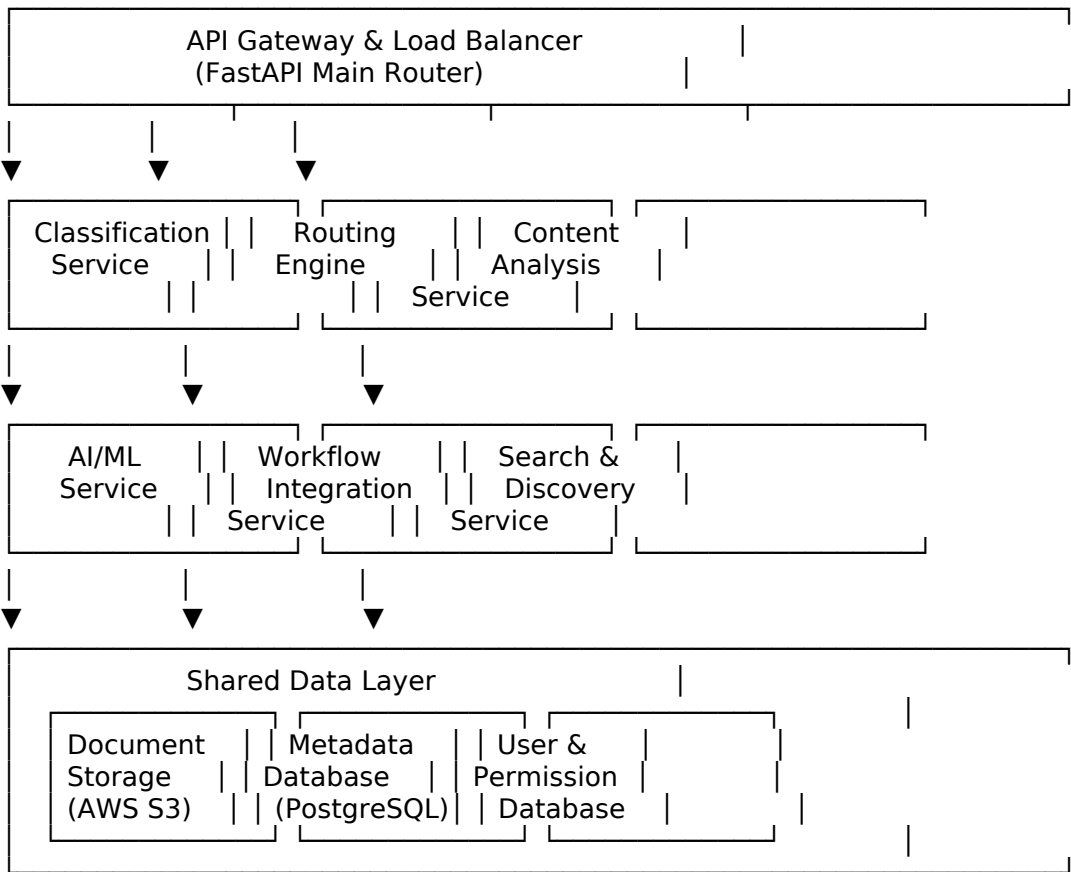 API Gateway & Load Balancer
(FastAPI Main Router)
Classification Routing Content
Service Engine Analysis
Service
AI/ML Workflow Search &
Service Integration Discovery
Service Service
Shared Data Layer
Document Metadata User &
Storage Database Permission
(AWS S3) (PostgreSQL) Database